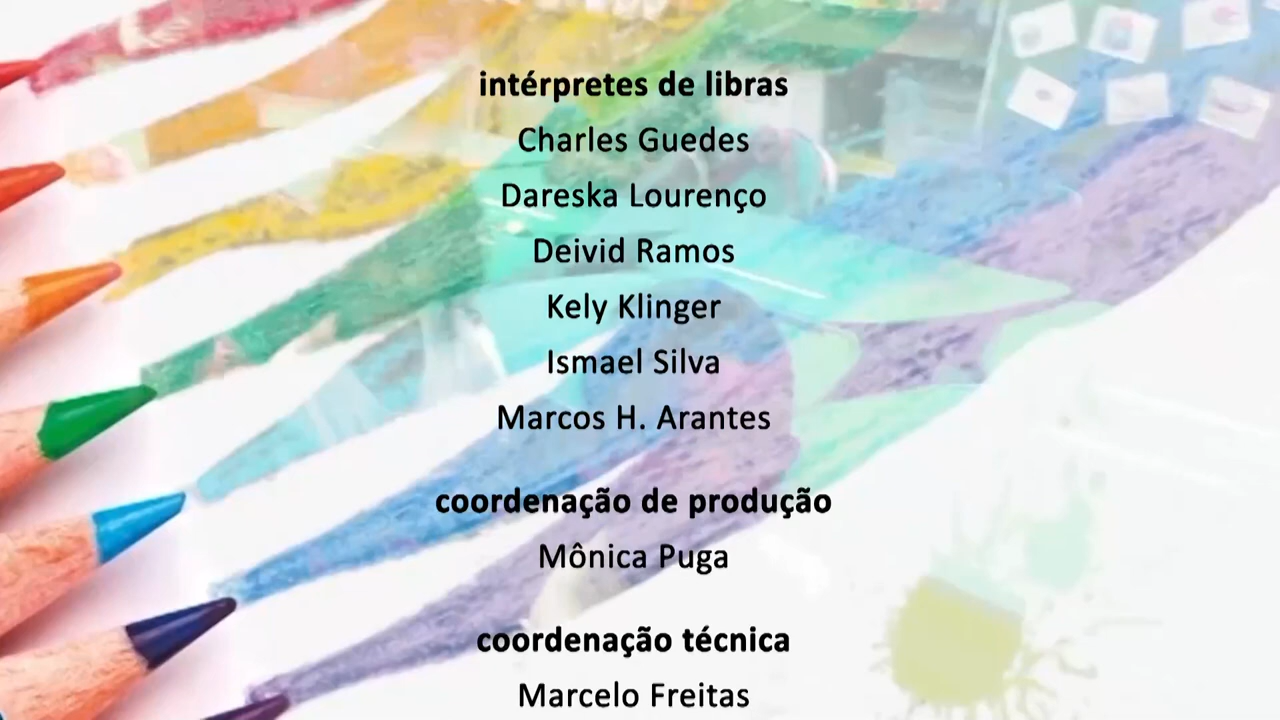 intérpretes de libras
Charles Guedes
Dareska Lourenço
Deivid Ramos
Kely Klinger
Ismael Silva
Marcos H. Arantes
coordenação de produção
Mônica Puga
coordenação técnica
Marcelo Freitas